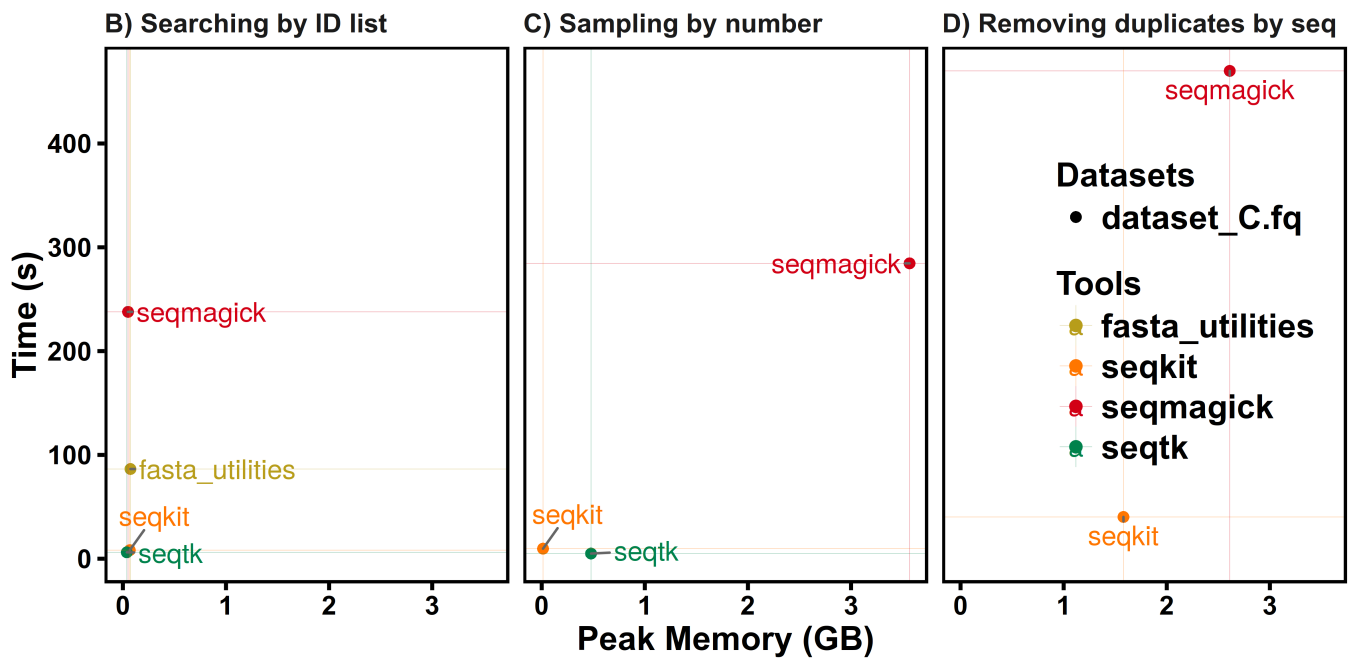 B) Searching by ID list
C) Sampling by number
D) Removing duplicates by seq
Time (s)
400
300
200
100
0
seqmagick
fasta_utilities
seqkit
seqtk
0 1 2 3
seqmagick
seqkit
seqtk
0 1 2 3
seqmagick
Datasets
dataset_C.fq
Tools
a fasta_utilities
a seqkit
a seqmagick
a seqtk
seqkit
0 1 2 3
Peak Memory (GB)